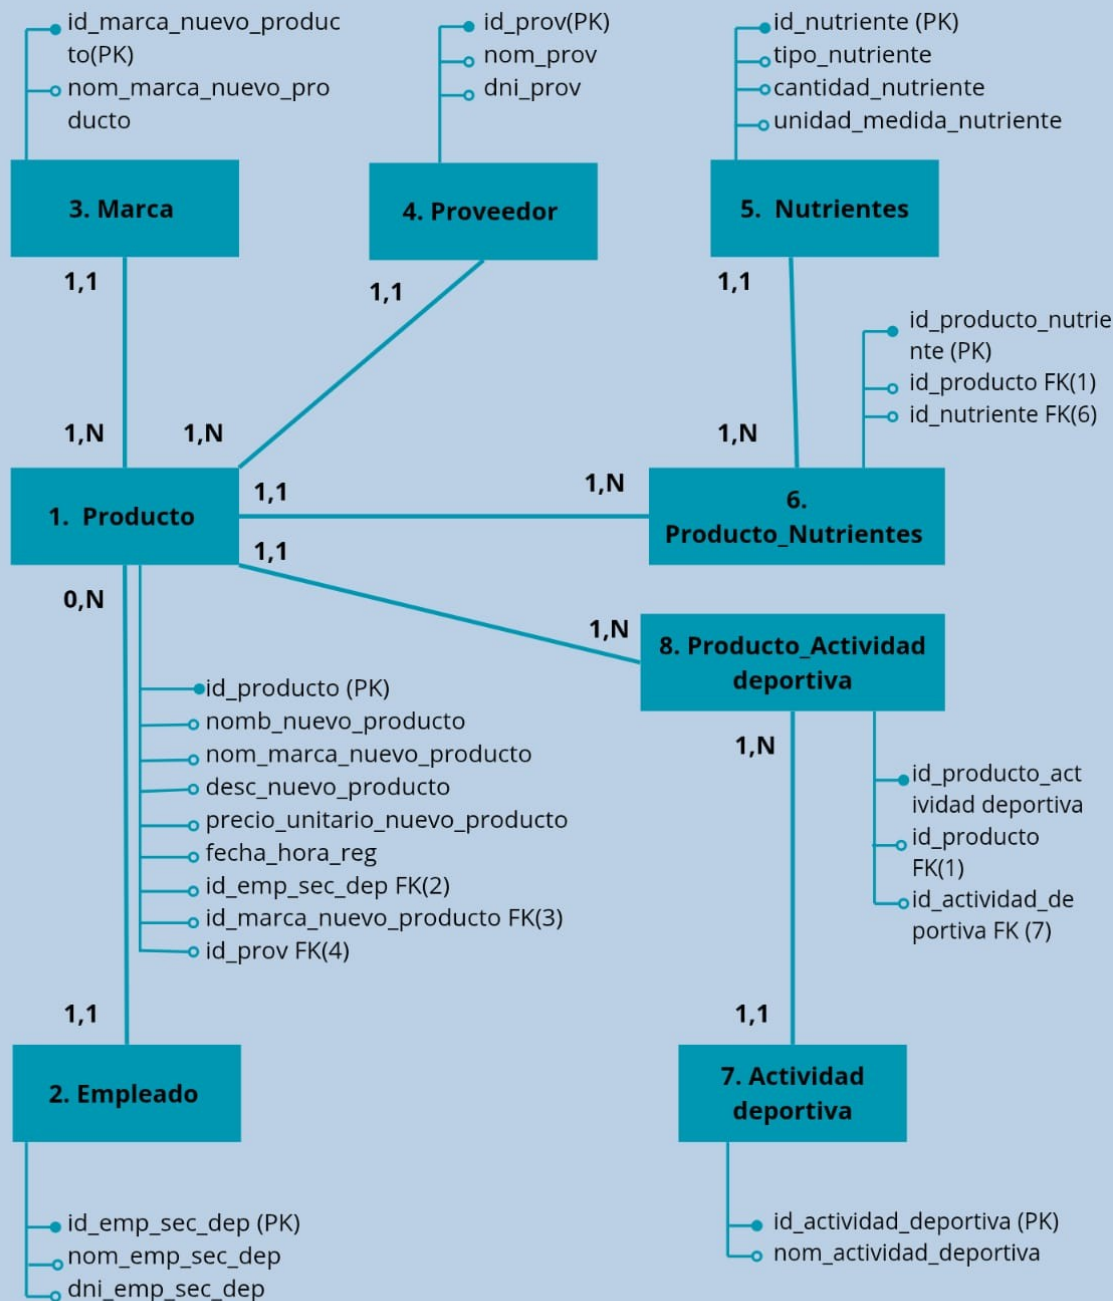 id_marca_nuevo_produc
to(PK)
nom_marca_nuevo_pro
ducto
id_prov(PK)
nom_prov
dni_prov
id_nutriente (PK)
tipo_nutriente
cantidad_nutriente
unidad_medida_nutriente
3. Marca
4. Proveedor
5. Nutrientes
1,1
1,1
1,1
id_producto_nutrie
nte (PK)
id_producto FK(1)
id_nutriente FK(6)
1,N
1,N
1,N
1. Producto
1,1
1,N
6.
Producto_Nutrientes
1,1
0,N
1,N
8. Producto_Actividad
deportiva
id_producto (PK)
nomb_nuevo_producto
nom_marca_nuevo_producto
desc_nuevo_producto
precio_unitario_nuevo_producto
fecha_hora_reg
id_emp_sec_dep FK(2)
id_marca_nuevo_producto FK(3)
id_prov FK(4)
1,N
id_producto_act
ividad deportiva
id_producto
FK(1)
id_actividad_de
portiva FK (7)
1,1
1,1
2. Empleado
7. Actividad
deportiva
id_emp_sec_dep (PK)
nom_emp_sec_dep
dni_emp_sec_dep
id_actividad_deportiva (PK)
nom_actividad_deportiva